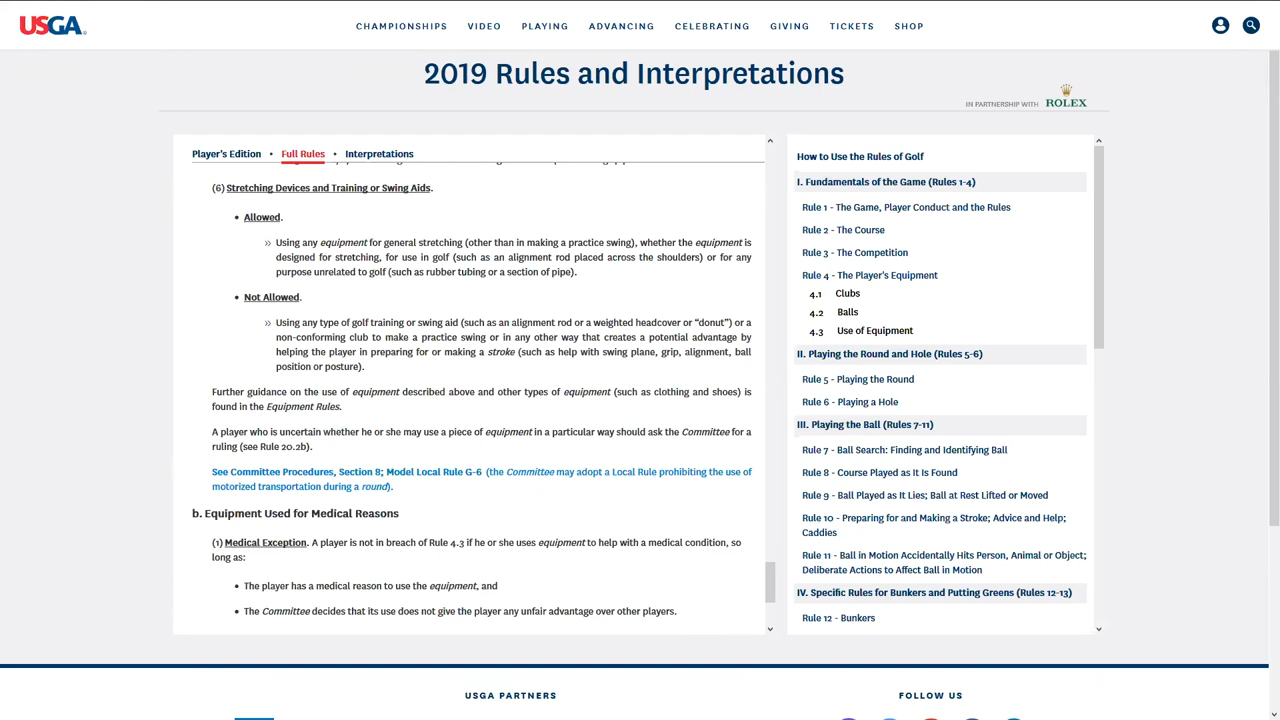 USGA
CHAMPIONSHIPS VIDEO PLAYING ADVANCING CELEBRATING GIVING TICKETS SHOP
2019 Rules and Interpretations
IN PARTNERSHIP WITH ROLEX
Player's Edition • Full Rules • Interpretations
(6) Stretching Devices and Training or Swing Aids.
• Allowed.
» Using any equipment for general stretching (other than in making a practice swing), whether the equipment is
designed for stretching, for use in golf (such as an alignment rod placed across the shoulders) or for any
purpose unrelated to golf (such as rubber tubing or a section of pipe).
• Not Allowed.
» Using any type of golf training or swing aid (such as an alignment rod or a weighted headcover or “donut”) or a
non-conforming club to make a practice swing or in any other way that creates a potential advantage by
helping the player in preparing for or making a stroke (such as help with swing plane, grip, alignment, ball
position or posture).
Further guidance on the use of equipment described above and other types of equipment (such as clothing and shoes) is
found in the Equipment Rules.
A player who is uncertain whether he or she may use a piece of equipment in a particular way should ask the Committee for a
ruling (see Rule 20.2b).
See Committee Procedures, Section 8; Model Local Rule G-6 (the Committee may adopt a Local Rule prohibiting the use of
motorized transportation during a round).
b. Equipment Used for Medical Reasons
(1) Medical Exception. A player is not in breach of Rule 4.3 if he or she uses equipment to help with a medical condition, so
long as:
• The player has a medical reason to use the equipment, and
• The Committee decides that its use does not give the player any unfair advantage over other players.
How to Use the Rules of Golf
I. Fundamentals of the Game (Rules 1-4)
Rule 1 - The Game, Player Conduct and the Rules
Rule 2 - The Course
Rule 3 - The Competition
Rule 4 - The Player's Equipment
4.1 Clubs
4.2 Balls
4.3 Use of Equipment
II. Playing the Round and Hole (Rules 5-6)
Rule 5 - Playing the Round
Rule 6 - Playing a Hole
III. Playing the Ball (Rules 7-11)
Rule 7 - Ball Search: Finding and Identifying Ball
Rule 8 - Course Played as It Is Found
Rule 9 - Ball Played as It Lies; Ball at Rest Lifted or Moved
Rule 10 - Preparing for and Making a Stroke; Advice and Help;
Caddies
Rule 11 - Ball in Motion Accidentally Hits Person, Animal or Object;
Deliberate Actions to Affect Ball in Motion
IV. Specific Rules for Bunkers and Putting Greens (Rules 12-13)
Rule 12 - Bunkers
USGA PARTNERS
FOLLOW US